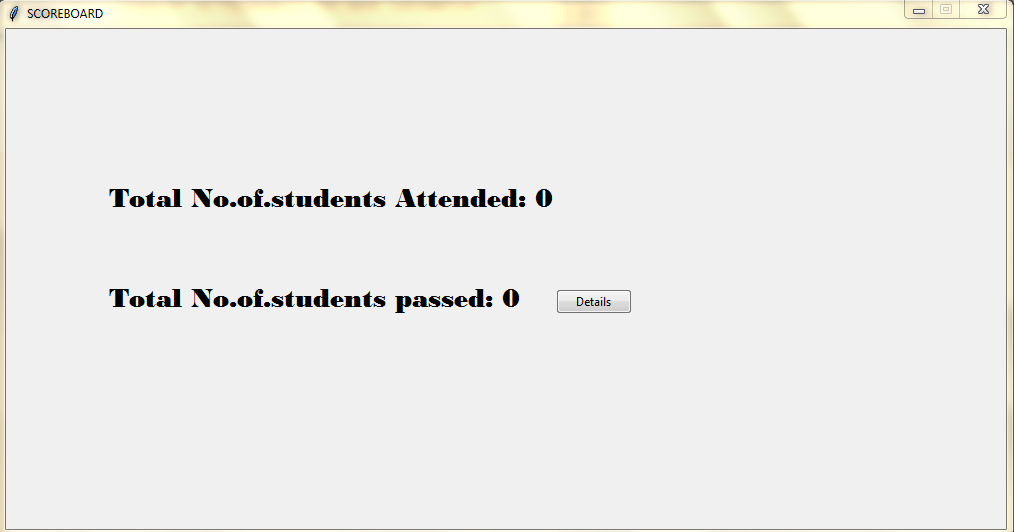 SCOREBOARD
Total No.of.students Attended: 0
Total No.of.students passed: 0
Details